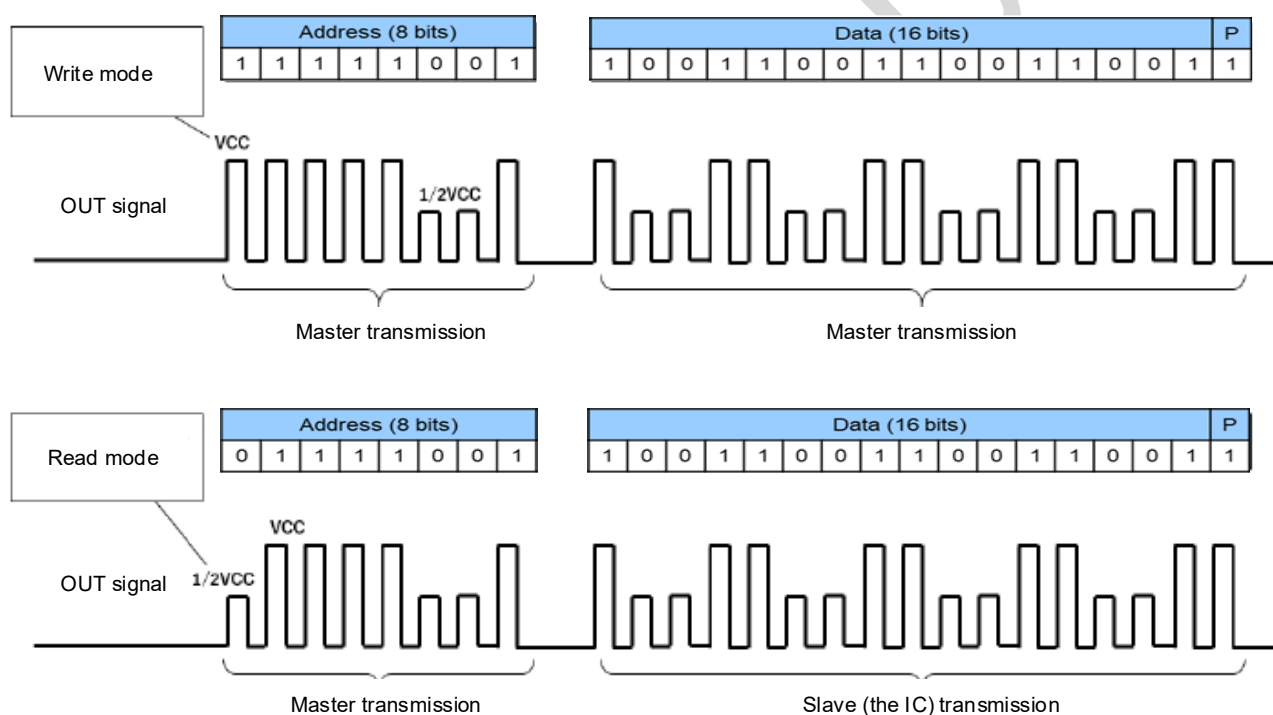 Address (8 bits) Data (16 bits) P
Write mode
1 1 1 1 1 0 0 1 1 0 0 1 1 0 0 1 1 0 0 1 1 0 0 1 1
VCC
1/2VCC
OUT signal
Master transmission Master transmission
Address (8 bits) Data (16 bits) P
Read mode
0 1 1 1 1 0 0 1 1 0 0 1 1 0 0 1 1 0 0 1 1 0 0 1 1
VCC
1/2VCC
OUT signal
Master transmission Slave (the IC) transmission